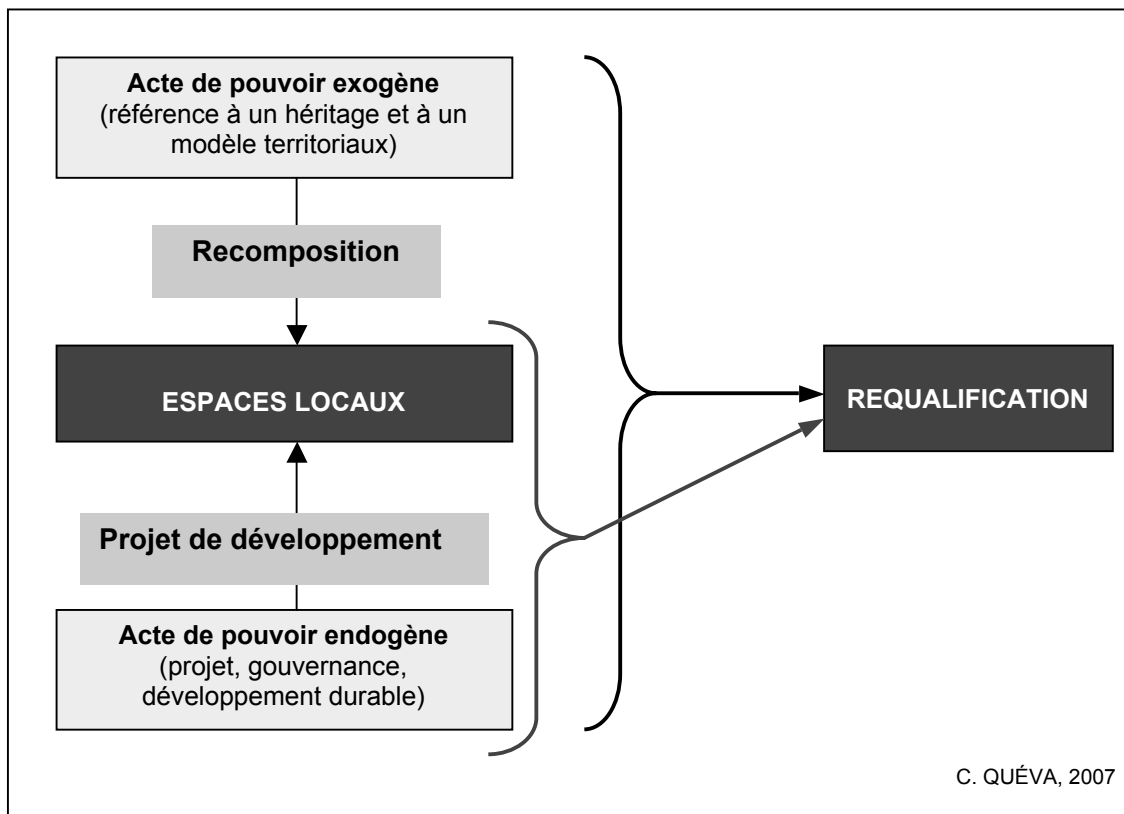 Acte de pouvoir exogène
(référence à un héritage et à un
modèle territoriaux)
Recomposition
ESPACES LOCAUX
REQUALIFICATION
Projet de développement
Acte de pouvoir endogène
(projet, gouvernance,
développement durable)
C. QUÉVA, 2007